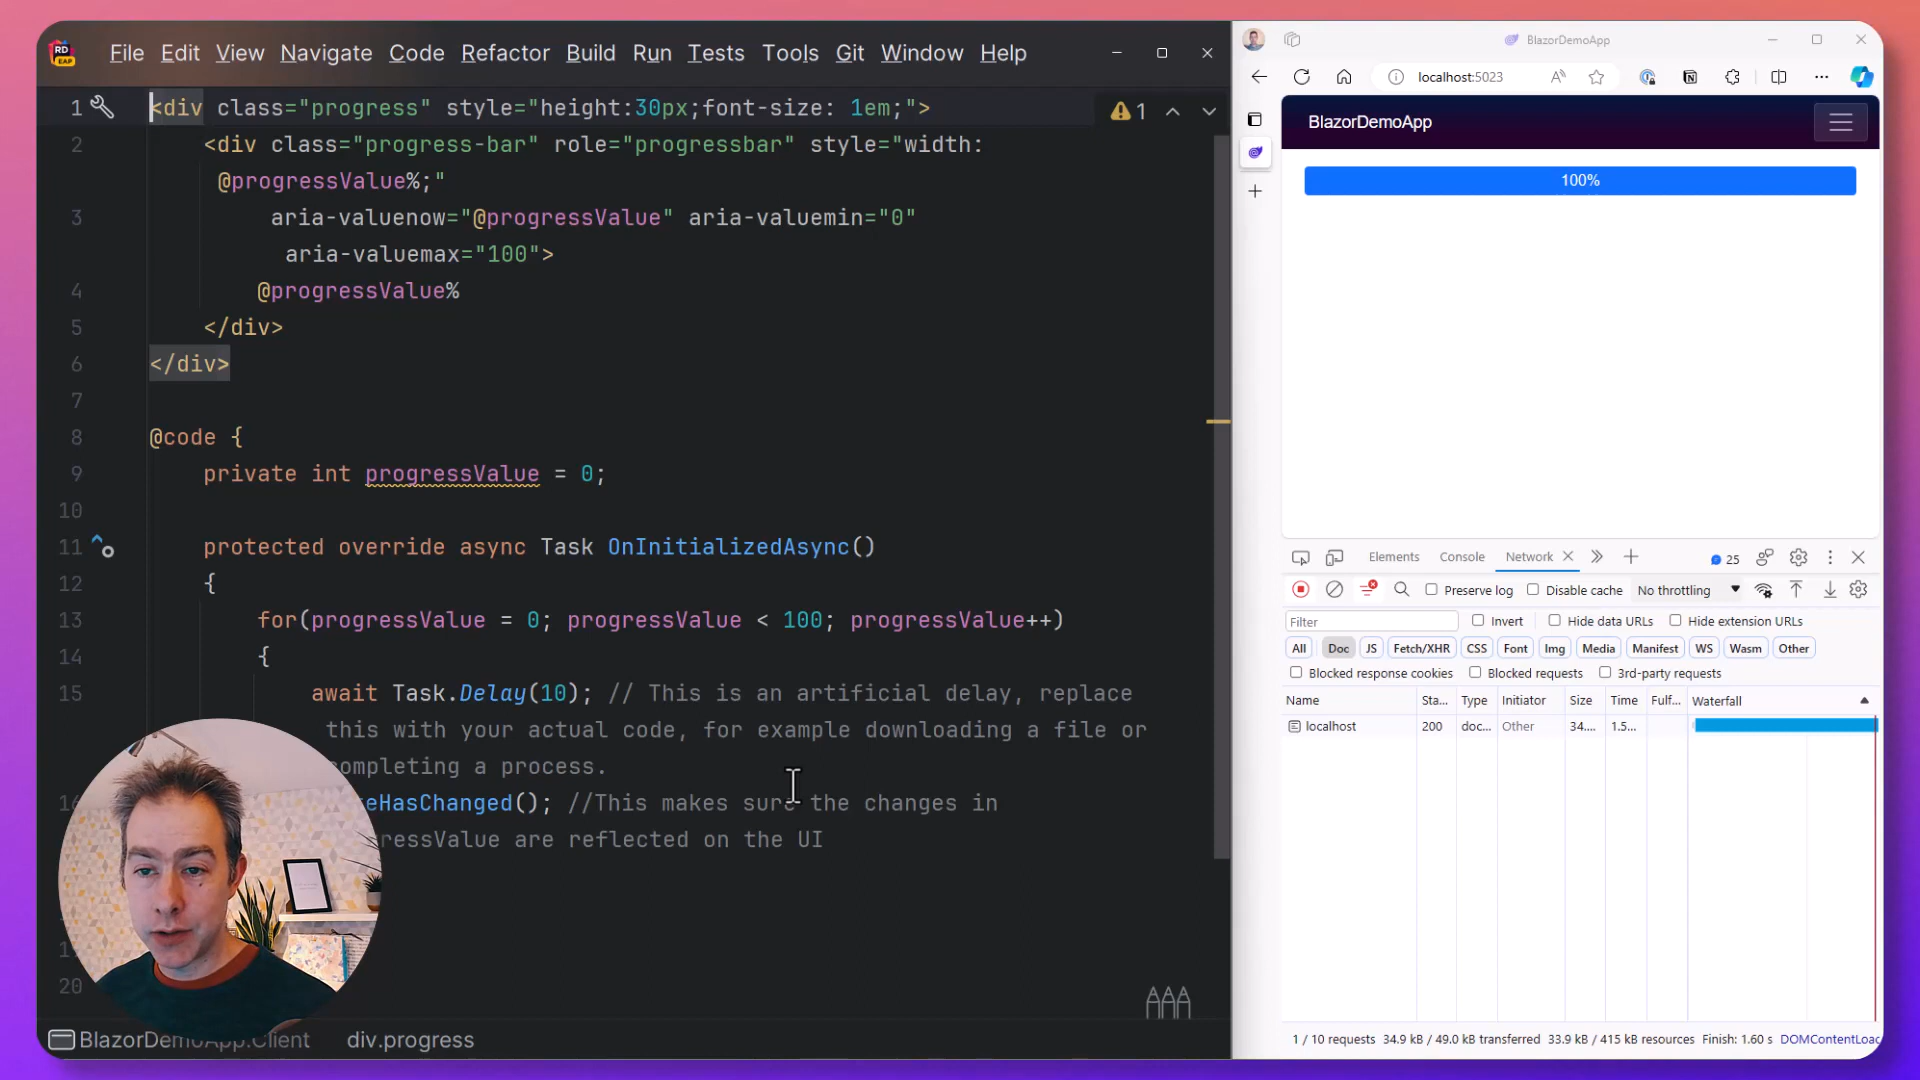 RD
EAP
File Edit View Navigate Code Refactor Build Run Tests Tools Git Window Help
1 <div class="progress" style="height:30px;font-size: 1em;">
1
2 <div class="progress-bar" role="progressbar" style="width:
@progressValue%;"
3 aria-valuenow="@progressValue" aria-valuemin="0"
aria-valuemax="100">
4 @progressValue%
5 </div>
6 </div>
7
8 @code {
9 private int progressValue = 0;
10
11 protected override async Task OnInitializedAsync()
12 {
13 for(progressValue = 0; progressValue < 100; progressValue++)
14 {
15 await Task.Delay(10); // This is an artificial delay, replace
this with your actual code, for example downloading a file or
ompleting a process.
eHasChanged(); //This makes sure the changes in
ressValue are reflected on the UI
20
BlazorDemoApp.Client div.progress
BlazorDemoApp
localhost:5023
BlazorDemoApp
100%
Elements Console Network 25
Preserve log Disable cache No throttling
Filter Invert Hide data URLs Hide extension URLs
All Doc JS Fetch/XHR CSS Font Img Media Manifest WS Wasm Other
Blocked response cookies Blocked requests 3rd-party requests
Name Sta... Type Initiator Size Time Fulf... Waterfall
localhost 200 doc... Other 34.... 1.5...
1 / 10 requests 34.9 kB / 49.0 kB transferred 33.9 kB / 415 kB resources Finish: 1.60 s DOMContentLoac